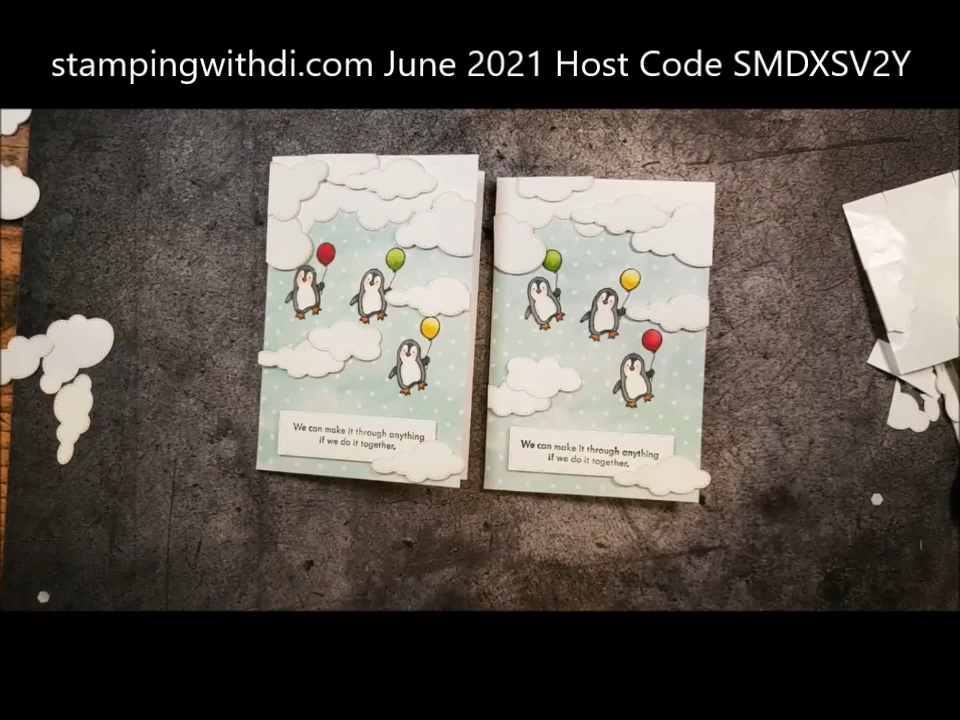 stampingwithdi.com June 2021 Host Code SMDXSV2Y
We can make it through anything
if we do it together.
We can make it through anything
if we do it together.